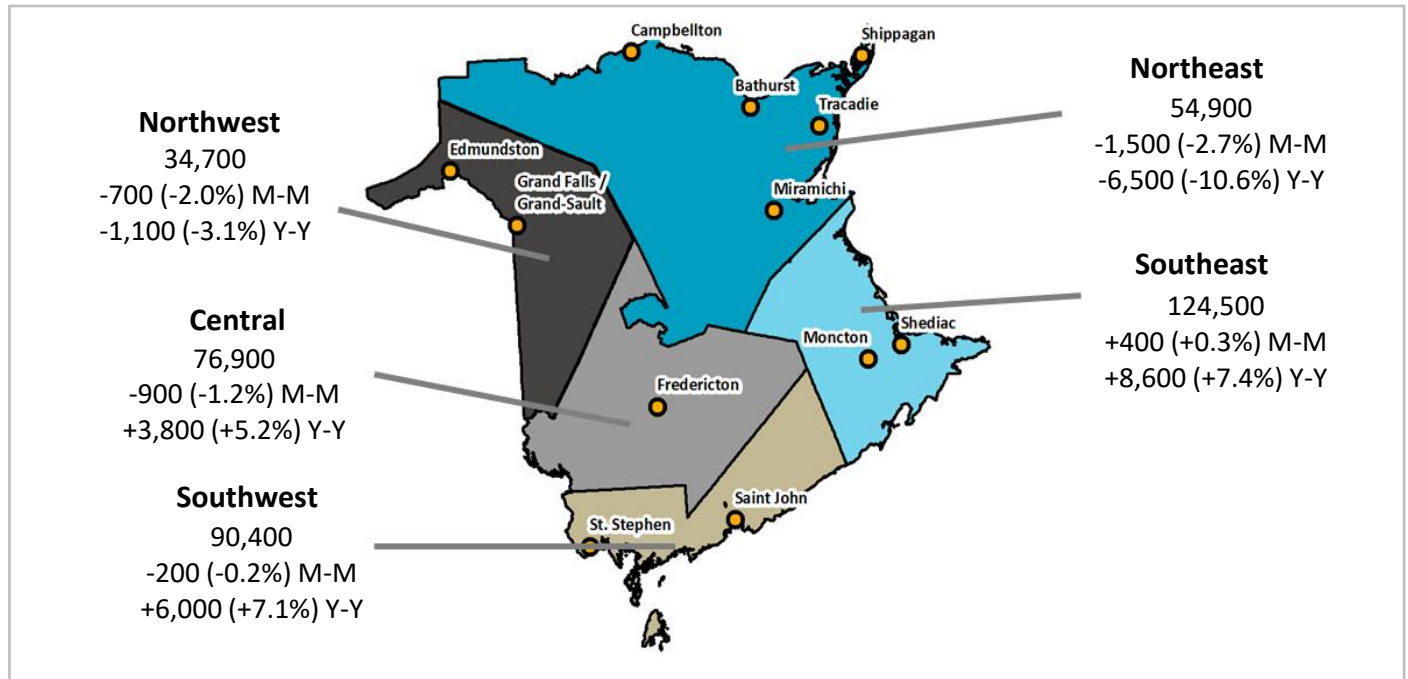 Northwest
34,700
-700 (-2.0%) M-M
-1,100 (-3.1%) Y-Y
Central
76,900
-900 (-1.2%) M-M
+3,800 (+5.2%) Y-Y
Southwest
90,400
-200 (-0.2%) M-M
+6,000 (+7.1%) Y-Y
Campbellton
Shippagan
Bathurst
Tracadie
Edmundston
Grand Falls /
Grand-Sault
Miramichi
Moncton
Shediac
Fredericton
Saint John
St. Stephen
Northeast
54,900
-1,500 (-2.7%) M-M
-6,500 (-10.6%) Y-Y
Southeast
124,500
+400 (+0.3%) M-M
+8,600 (+7.4%) Y-Y